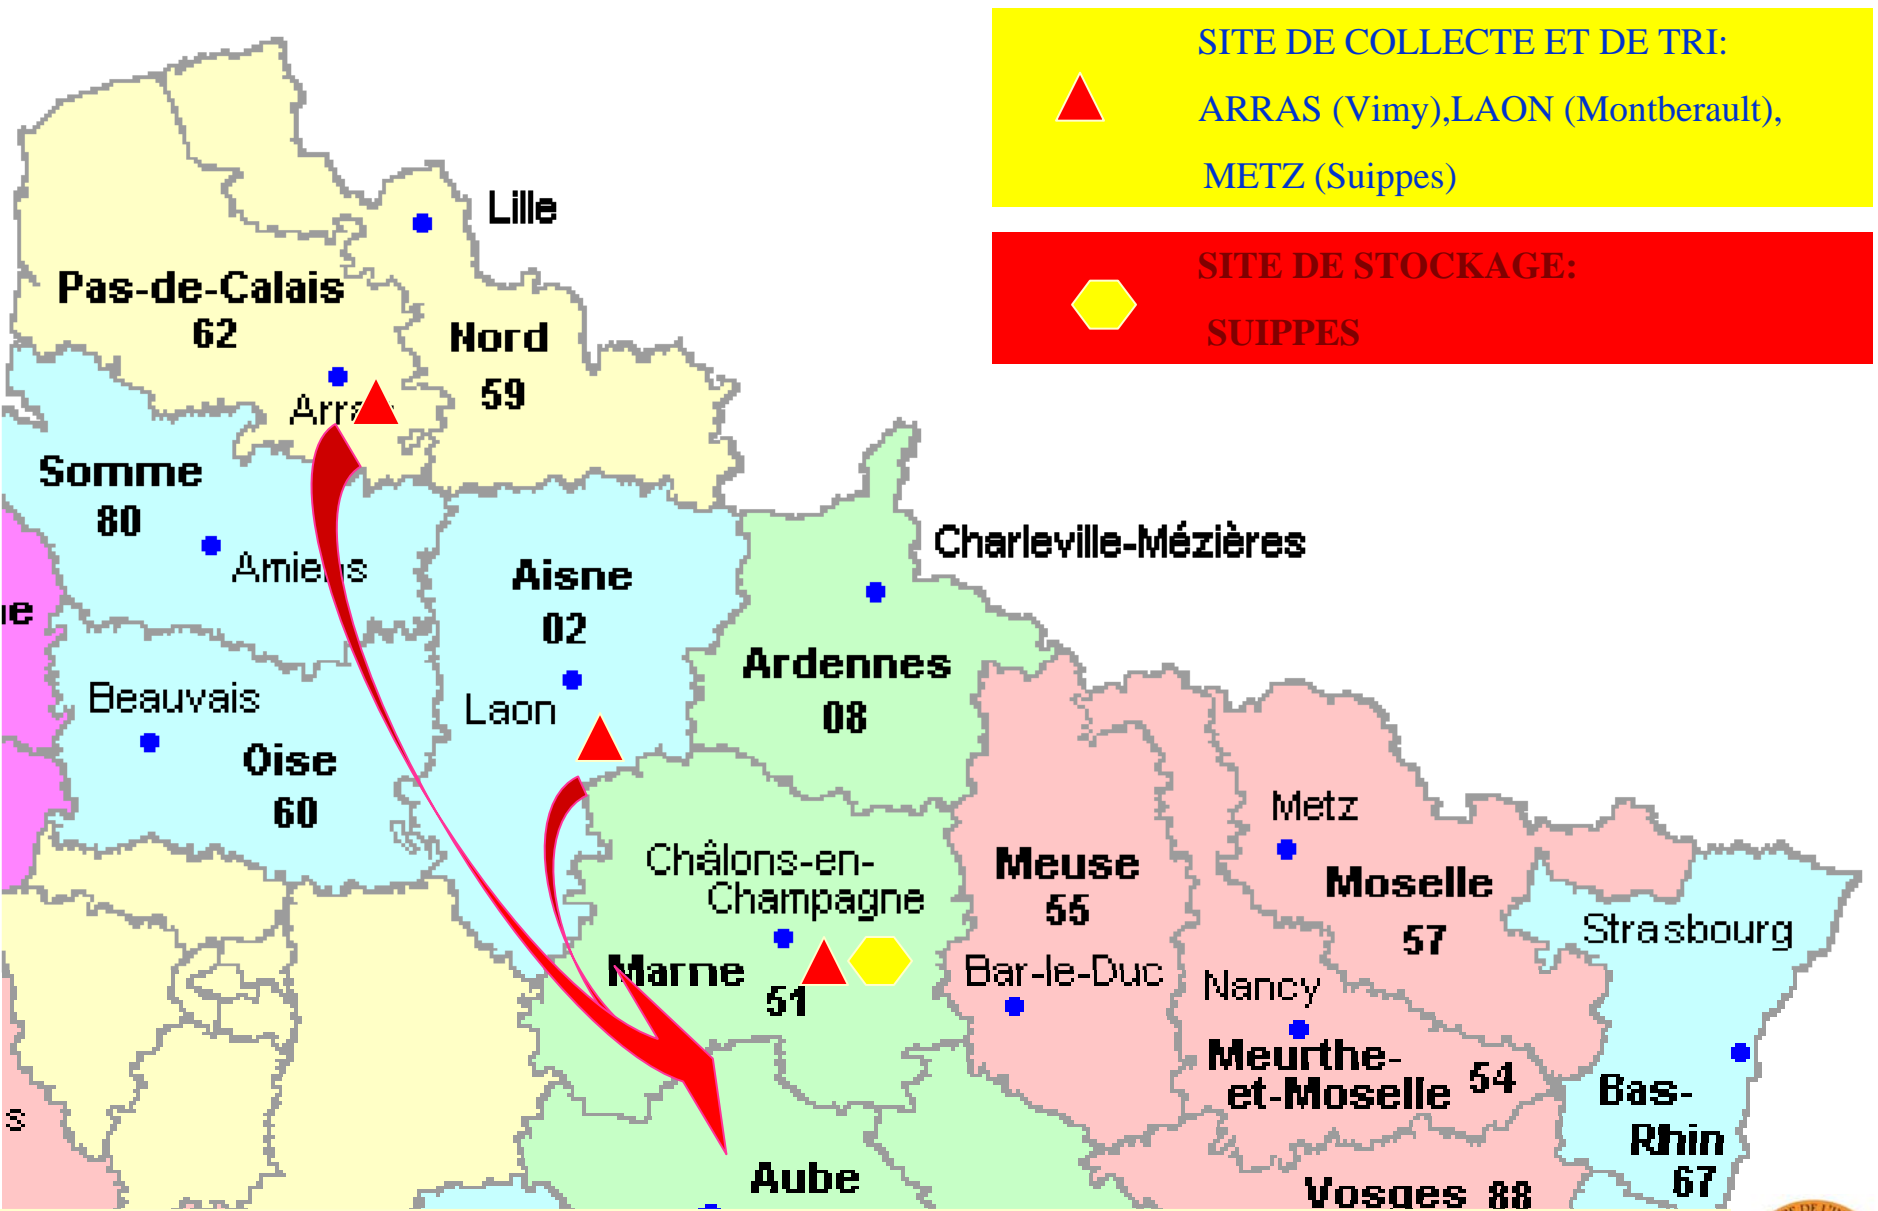 SITE DE COLLECTE ET DE TRI:
ARRAS (Vimy),LAON (Montberault),
METZ (Suippes)
SITE DE STOCKAGE:
SUIPPES
Lille
Pas-de-Calais
62
Nord
59
Somme
80
Amiens
Charleville-Mézières
Aisne
02
Ardennes
08
Beauvais
Laon
Oise
60
Metz
Châlons-en-
Champagne
Meuse
55
Moselle
57
Strasbourg
Marne
51
Bar-le-Duc
Nancy
Meurthe-
et-Moselle 54
Bas-
Rhin
67
Aube
Vosges 88